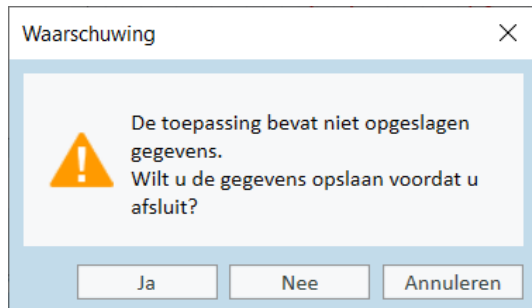 Waarschuwing
De toepassing bevat niet opgeslagen
gegevens.
Wilt u de gegevens opslaan voordat u
afsluit?
Ja
Nee
Annuleren